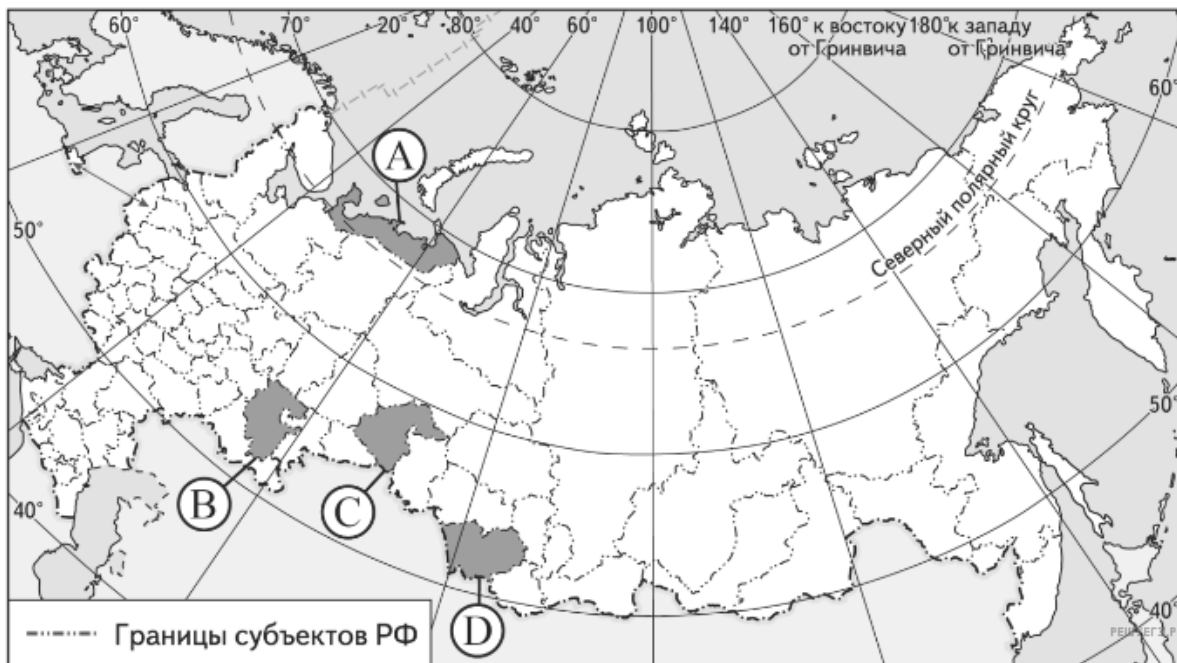 60° 70° 20° 80° 40° 60° 100° 140° 160° к востоку 180° к западу
от Гринвича от Гринвича
60°
Северный полярный круг
A
50°
50°
B
C
40°
D
40°
Границы субъектов РФ